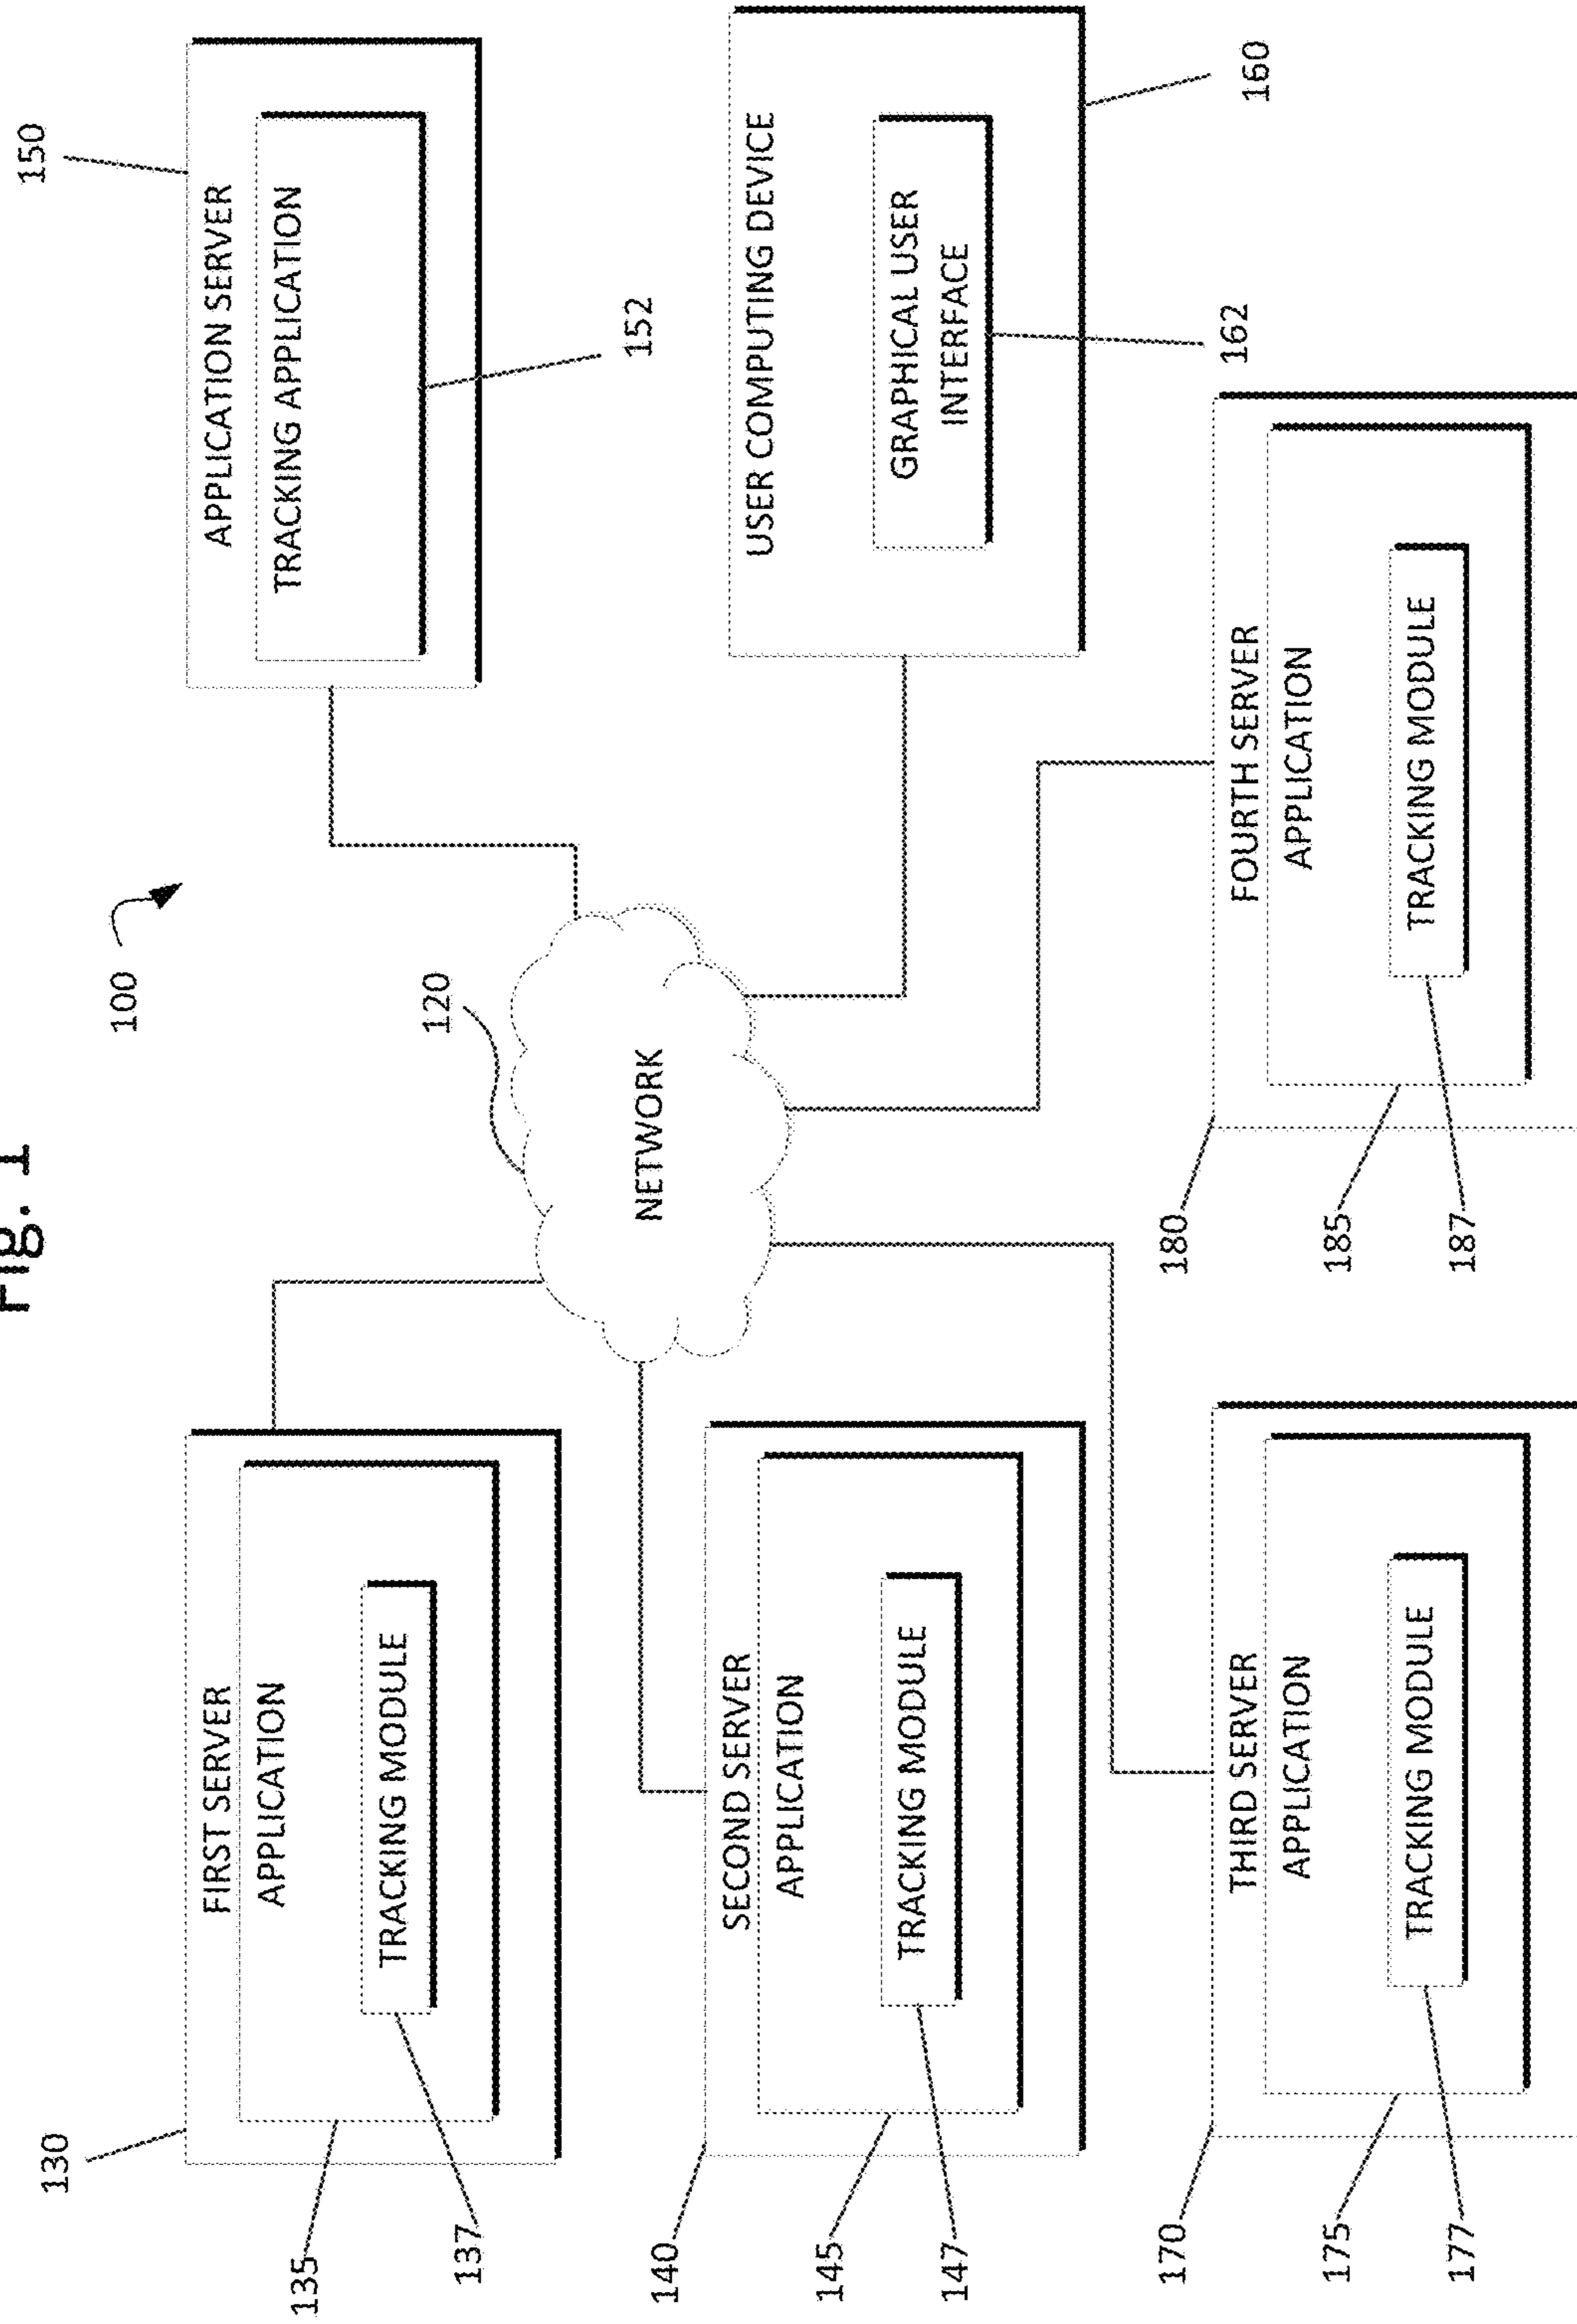 Fig. 1
100
120
NETWORK
130
FIRST SERVER
APPLICATION
TRACKING MODULE
135
137
140
SECOND SERVER
APPLICATION
TRACKING MODULE
145
147
170
THIRD SERVER
APPLICATION
TRACKING MODULE
175
177
150
APPLICATION SERVER
TRACKING APPLICATION
152
USER COMPUTING DEVICE
GRAPHICAL USER
INTERFACE
160
162
180
FOURTH SERVER
APPLICATION
TRACKING MODULE
185
187